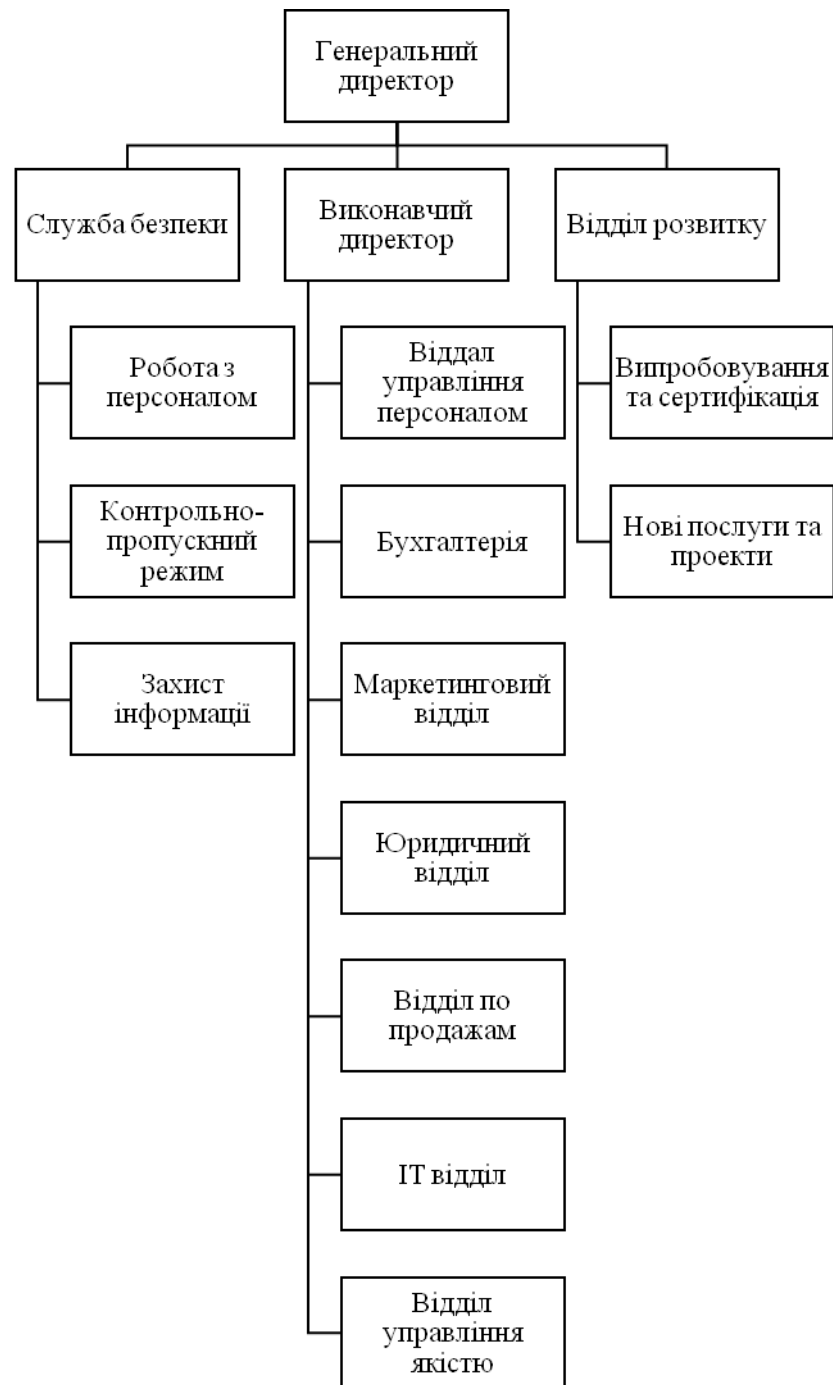 Генеральний
директор
Служба безпеки
Виконавчий
директор
Відділ розвитку
Робота з
персоналом
Контрольно-
пропускний
режим
Захист
інформації
Віддал
управління
персоналом
Бухгалтерія
Маркетинговий
відділ
Юридичний
відділ
Відділ по
продажам
ІТ відділ
Відділ
управління
якістю
Випробовування
та сертифікація
Нові послуги та
проекти